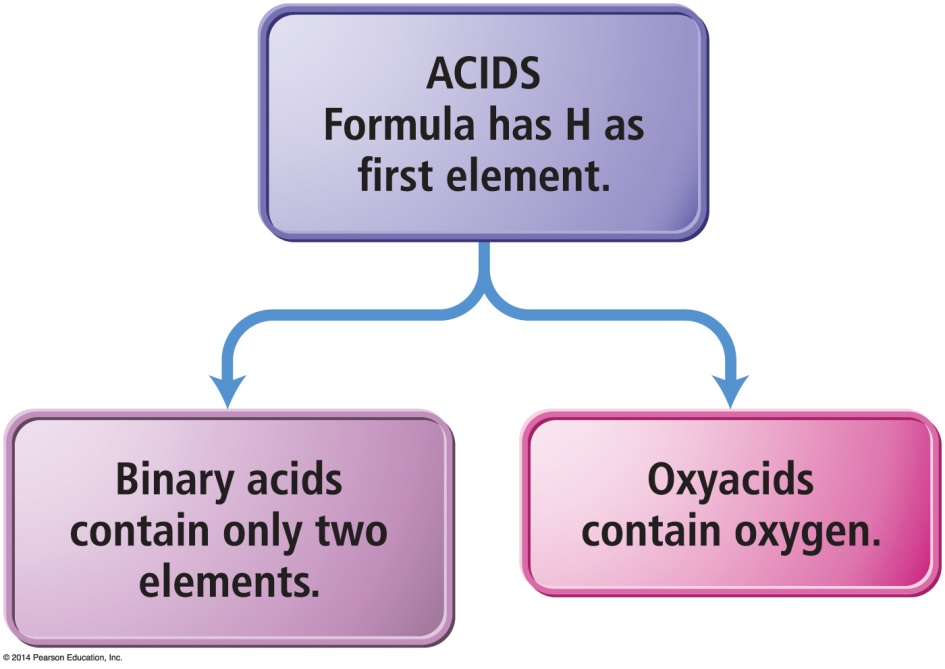 ACIDS
Formula has H as
first element.
Binary acids
contain only two
elements.
Oxyacids
contain oxygen.
© 2014 Pearson Education, Inc.